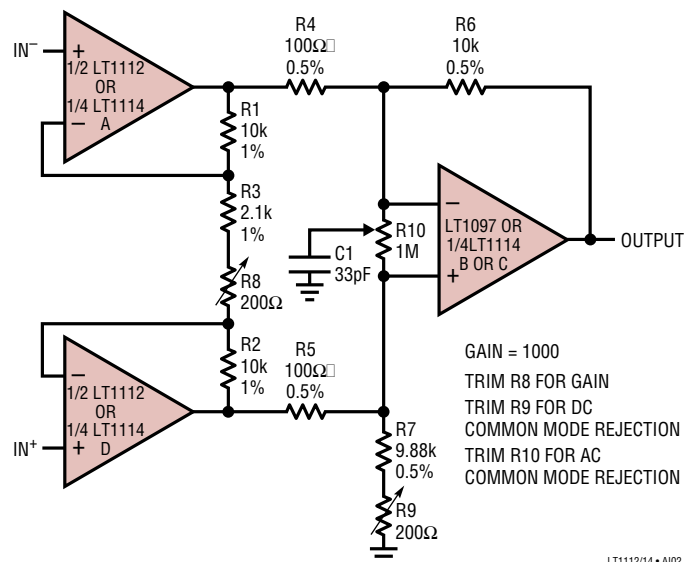 IN–
+
1/2 LT1112
OR
1/4 LT1114
–
A
R4
100Ω□
0.5%
R6
10k
0.5%
R1
10k
1%
R3
2.1k
1%
R8
200Ω
C1
33pF
R10
1M
–
LT1097 OR
1/4LT1114
B OR C
+
OUTPUT
R2
10k
1%
R5
100Ω□
0.5%
–
1/2 LT1112
OR
1/4 LT1114
+
D
IN+
R7
9.88k
0.5%
R9
200Ω
GAIN = 1000
TRIM R8 FOR GAIN
TRIM R9 FOR DC
COMMON MODE REJECTION
TRIM R10 FOR AC
COMMON MODE REJECTION
LT1112/14 • AI02